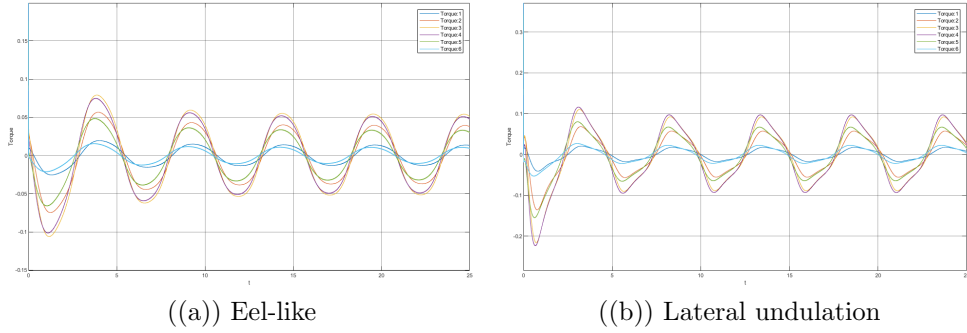 0.15
0.1
0.05
0
-0.05
-0.1
-0.15
Torque
0 5 10 15 20 25
t
Torque:1
Torque:2
Torque:3
Torque:4
Torque:5
Torque:6
0.3
0.2
0.1
0
-0.1
-0.2
Torque
0 5 10 15 20 2
t
Torque:1
Torque:2
Torque:3
Torque:4
Torque:5
Torque:6
((a)) Eel-like
((b)) Lateral undulation